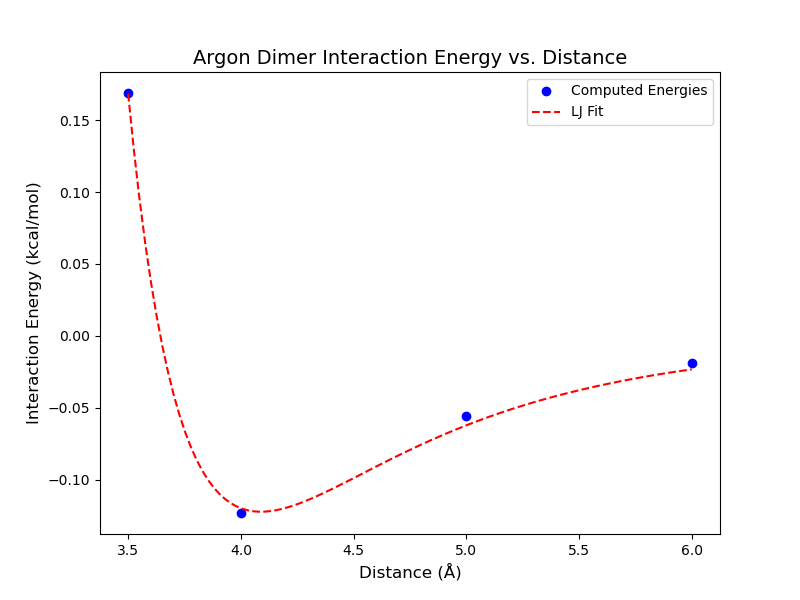 Argon Dimer Interaction Energy vs. Distance
Computed Energies
LJ Fit
Interaction Energy (kcal/mol)
0.15
0.10
0.05
0.00
−0.05
−0.10
3.5
4.0
4.5
5.0
5.5
6.0
Distance (Å)